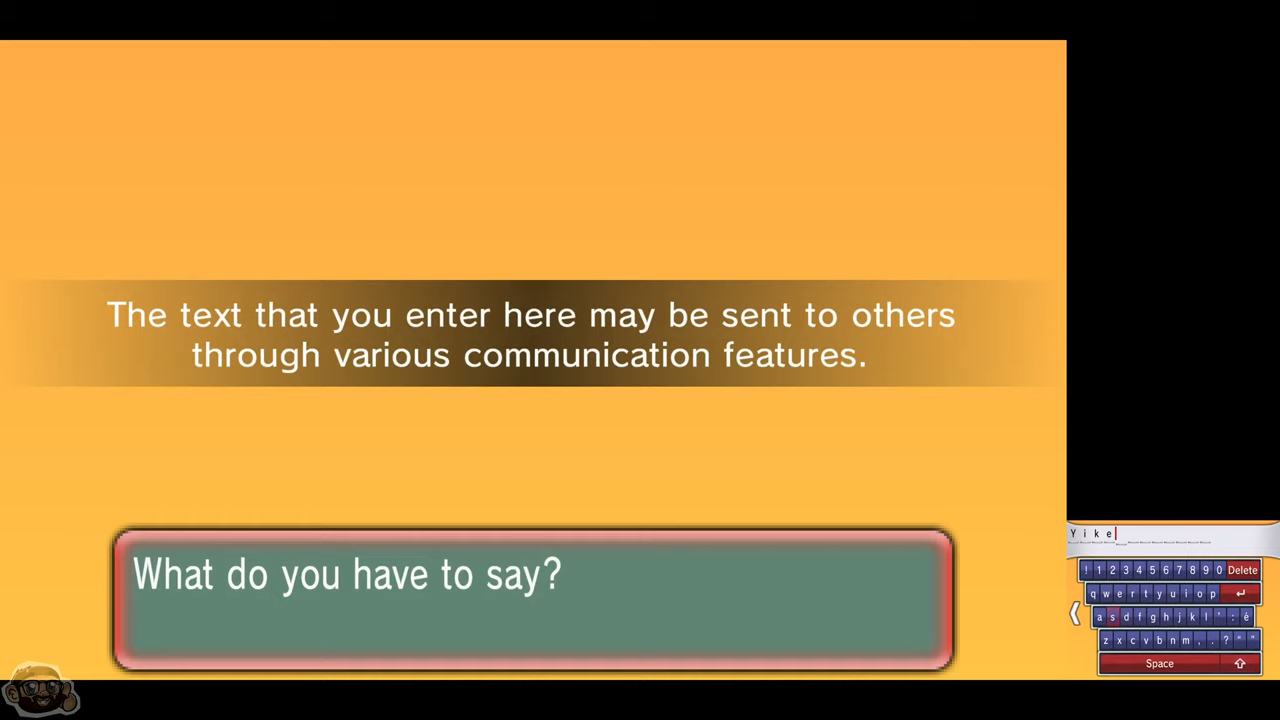 The text that you enter here may be sent to others
through various communication features.
What do you have to say?
Yike
! 1 2 3 4 5 6 7 8 9 0 Delete
q w e r t y u i o p ↵
a s d f g h j k l ' : é
z x c v b n m , . ? “ ”
Space